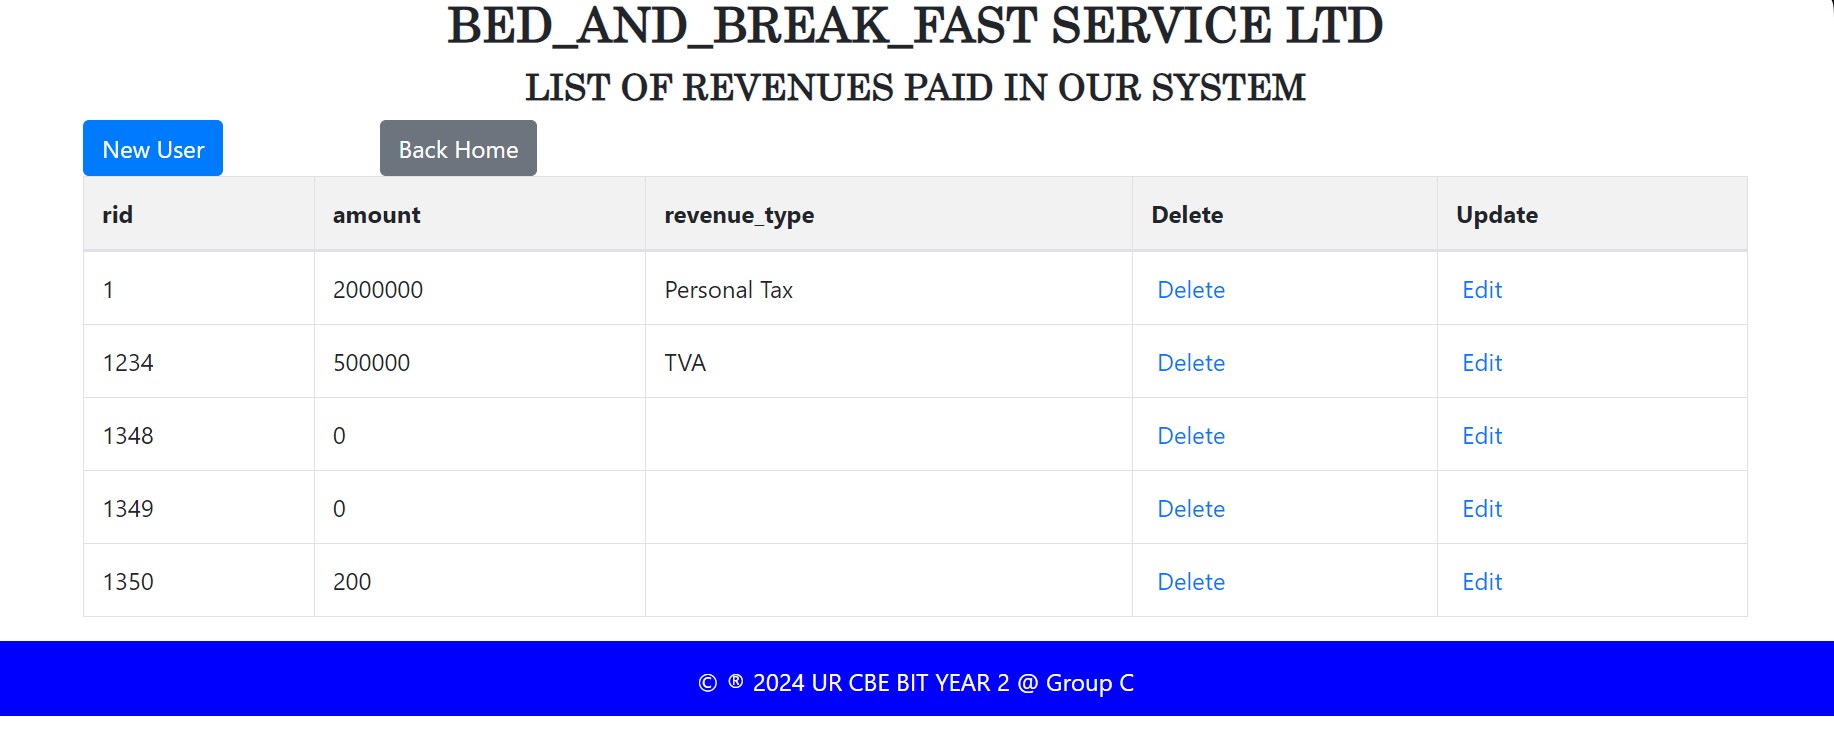 BED_AND_BREAK_FAST SERVICE LTD
LIST OF REVENUES PAID IN OUR SYSTEM
New User Back Home
rid amount revenue_type Delete Update
1 2000000 Personal Tax Delete Edit
1234 500000 TVA Delete Edit
1348 0 Delete Edit
1349 0 Delete Edit
1350 200 Delete Edit
© ® 2024 UR CBE BIT YEAR 2 @ Group C